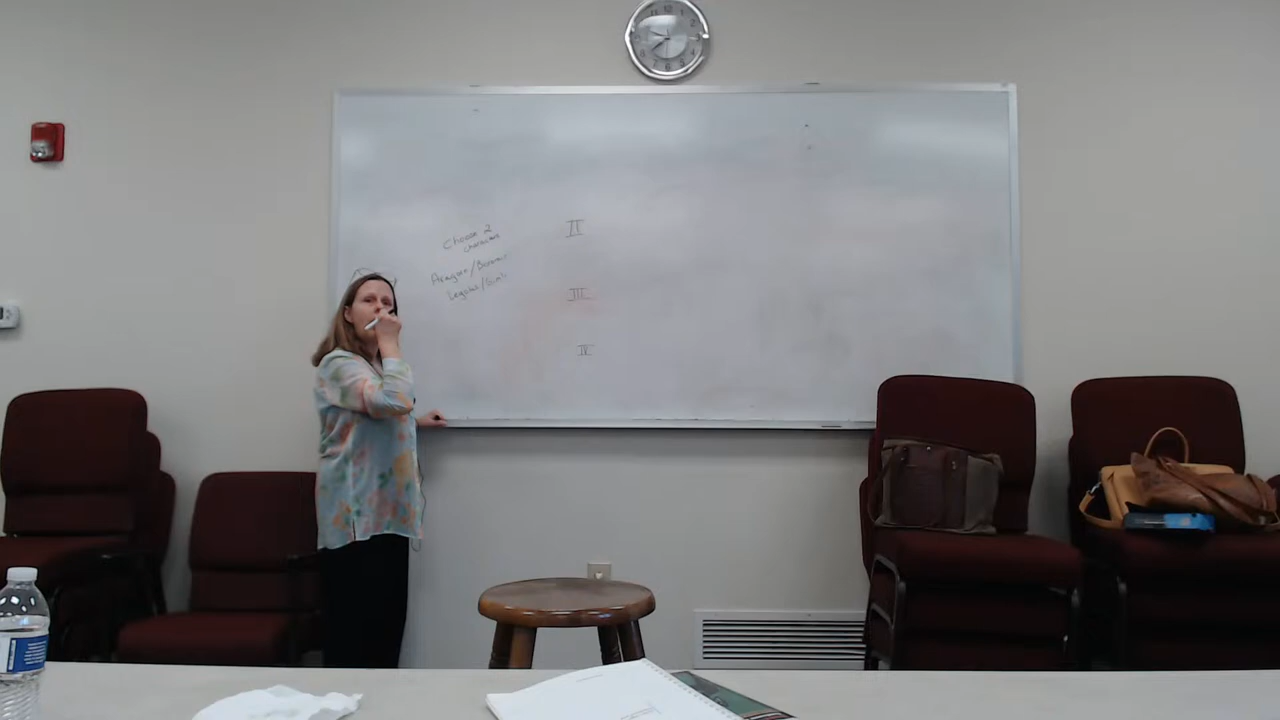 Choose 2
characters
Aragorn/Boromir
Legolas/Gimli
II
III
IV